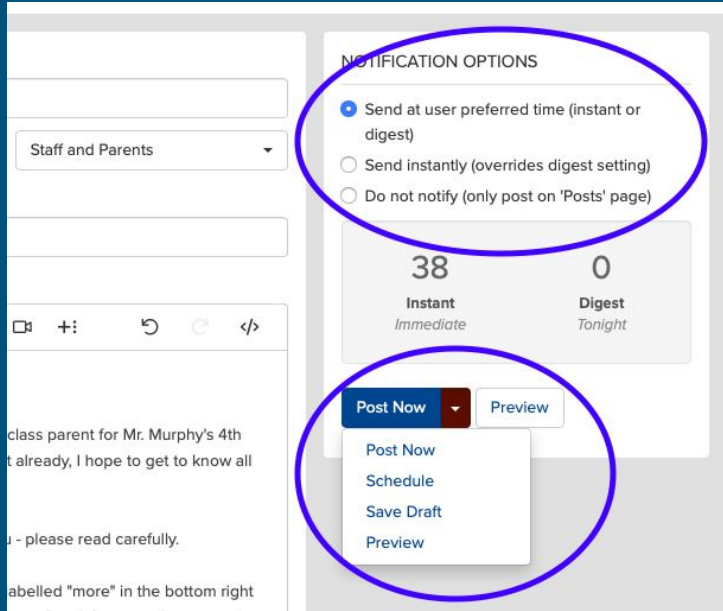 NOTIFICATION OPTIONS
Send at user preferred time (instant or
digest)
Staff and Parents
Send instantly (overrides digest setting)
Do not notify (only post on 'Posts' page)
38
0
Instant
Digest
Immediate
Tonight
</>
Post Now
Preview
Post Now
Schedule
Save Draft
Preview
class parent for Mr. Murphy's 4th
t already, I hope to get to know all
- please read carefully.
labelled "more" in the bottom right